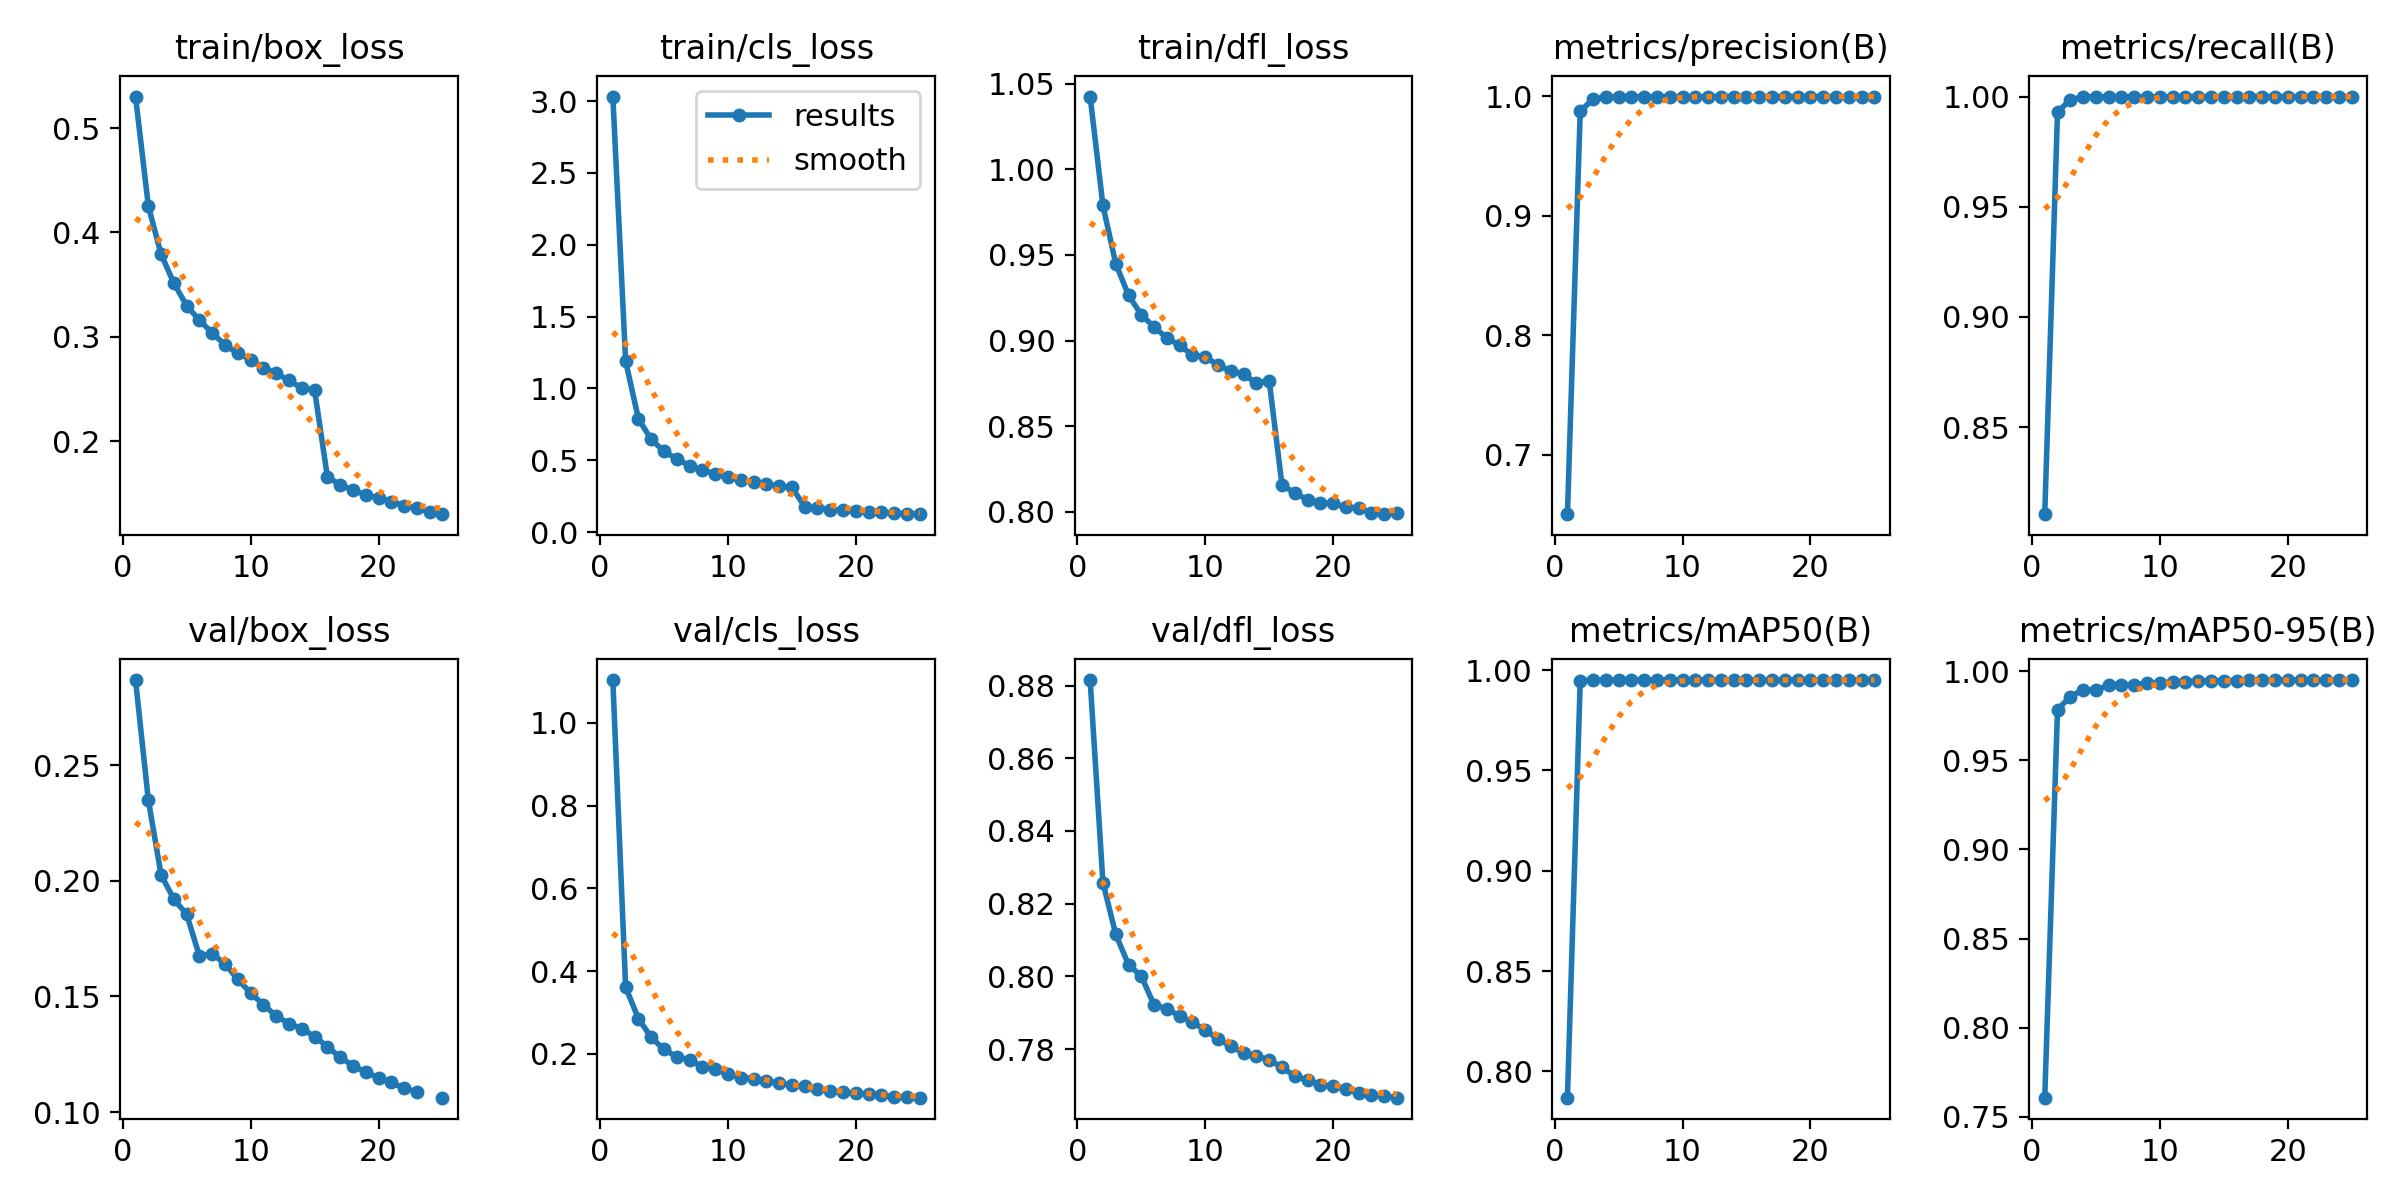 train/box_loss
train/cls_loss
train/dfl_loss
metrics/precision(B)
metrics/recall(B)
0.5
0.4
0.3
0.2
0 10 20
3.0
2.5
2.0
1.5
1.0
0.5
0.0
0 10 20
results
smooth
1.05
1.00
0.95
0.90
0.85
0.80
0 10 20
1.0
0.9
0.8
0.7
0 10 20
1.00
0.95
0.90
0.85
0 10 20
val/box_loss
val/cls_loss
val/dfl_loss
metrics/mAP50(B)
metrics/mAP50-95(B)
0.25
0.20
0.15
0.10
0 10 20
1.0
0.8
0.6
0.4
0.2
0 10 20
0.88
0.86
0.84
0.82
0.80
0.78
0 10 20
1.00
0.95
0.90
0.85
0.80
0 10 20
1.00
0.95
0.90
0.85
0.80
0.75
0 10 20